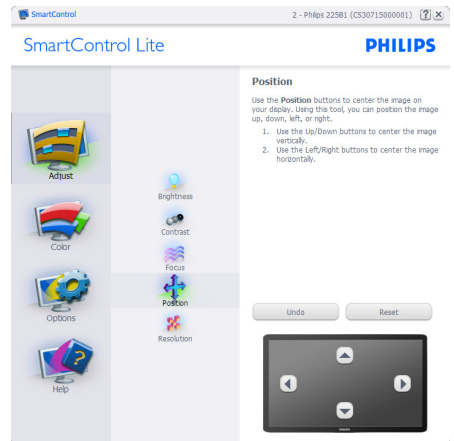 SmartControl
2 - Philips 225B1 (CS30715000001) ? x
SmartControl Lite
PHILIPS
Adjust
Color
Options
Help
Brightness
Contrast
Focus
Position
Resolution
Position
Use the Position buttons to center the image on
your display. Using this tool, you can position the image
up, down, left, or right.
1. Use the Up/Down buttons to center the image
vertically.
2. Use the Left/Right buttons to center the image
horizontally.
Undo
Reset
PHILIPS